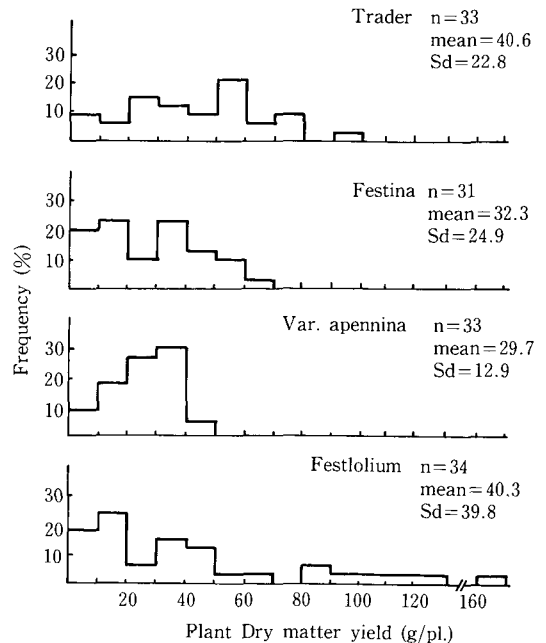 Trader n=33
mean=40.6
Sd=22.8
30
20
10
Festina n=31
mean=32.3
Sd=24.9
30
20
10
Var. apennina n=33
mean=29.7
Sd=12.9
30
20
10
Festlolium n=34
mean=40.3
Sd=39.8
30
20
10
Frequency (%)
20 40 60 80 100 120 160
Plant Dry matter yield (g/pl.)